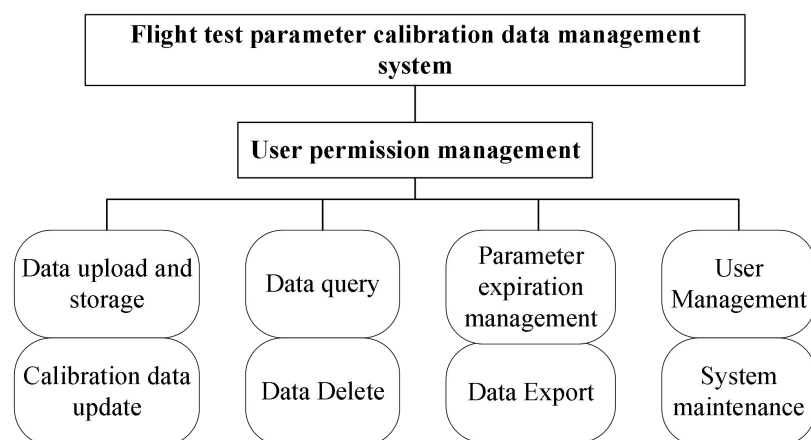 Flight test parameter calibration data management
system
User permission management
Data upload and
storage
Data query
Parameter
expiration
management
User
Management
Calibration data
update
Data Delete
Data Export
System
maintenance